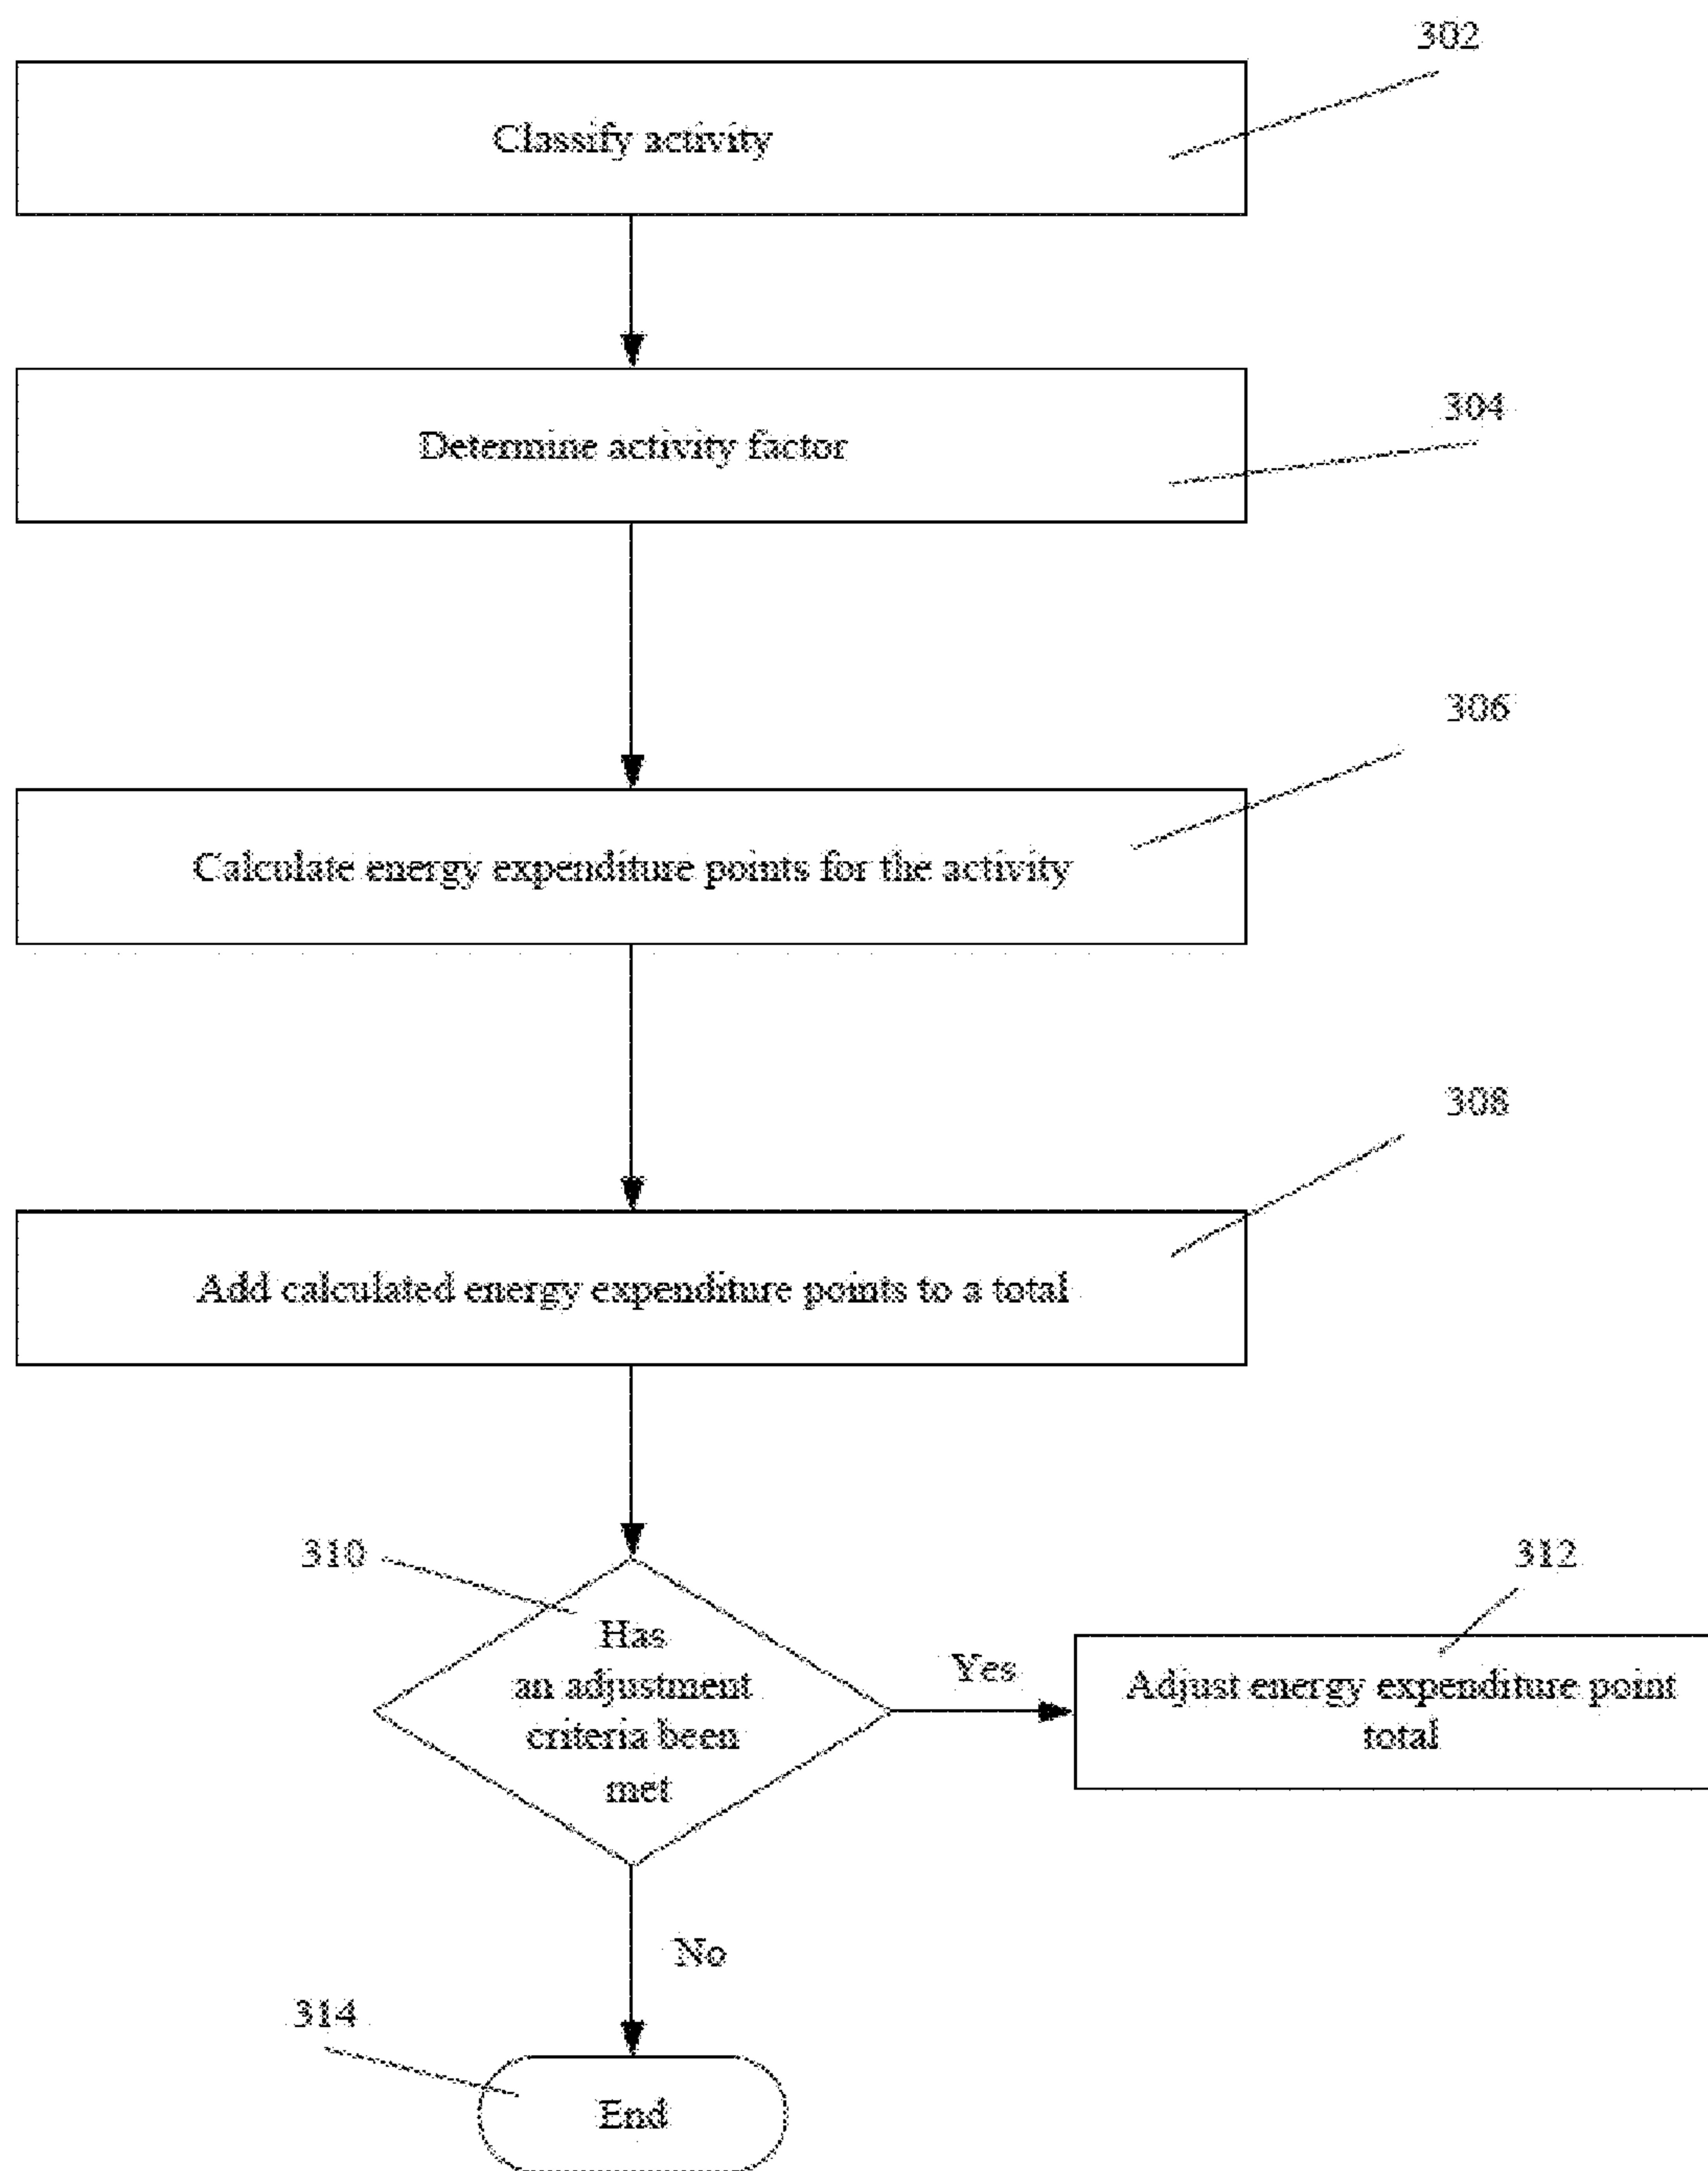 302
Classify activity
304
Determine activity factor
306
Calculate energy expenditure points for the activity
308
Add calculated energy expenditure points to a total
310
Has
an adjustment
criteria been
met
Yes
312
Adjust energy expenditure point
total
No
314
End